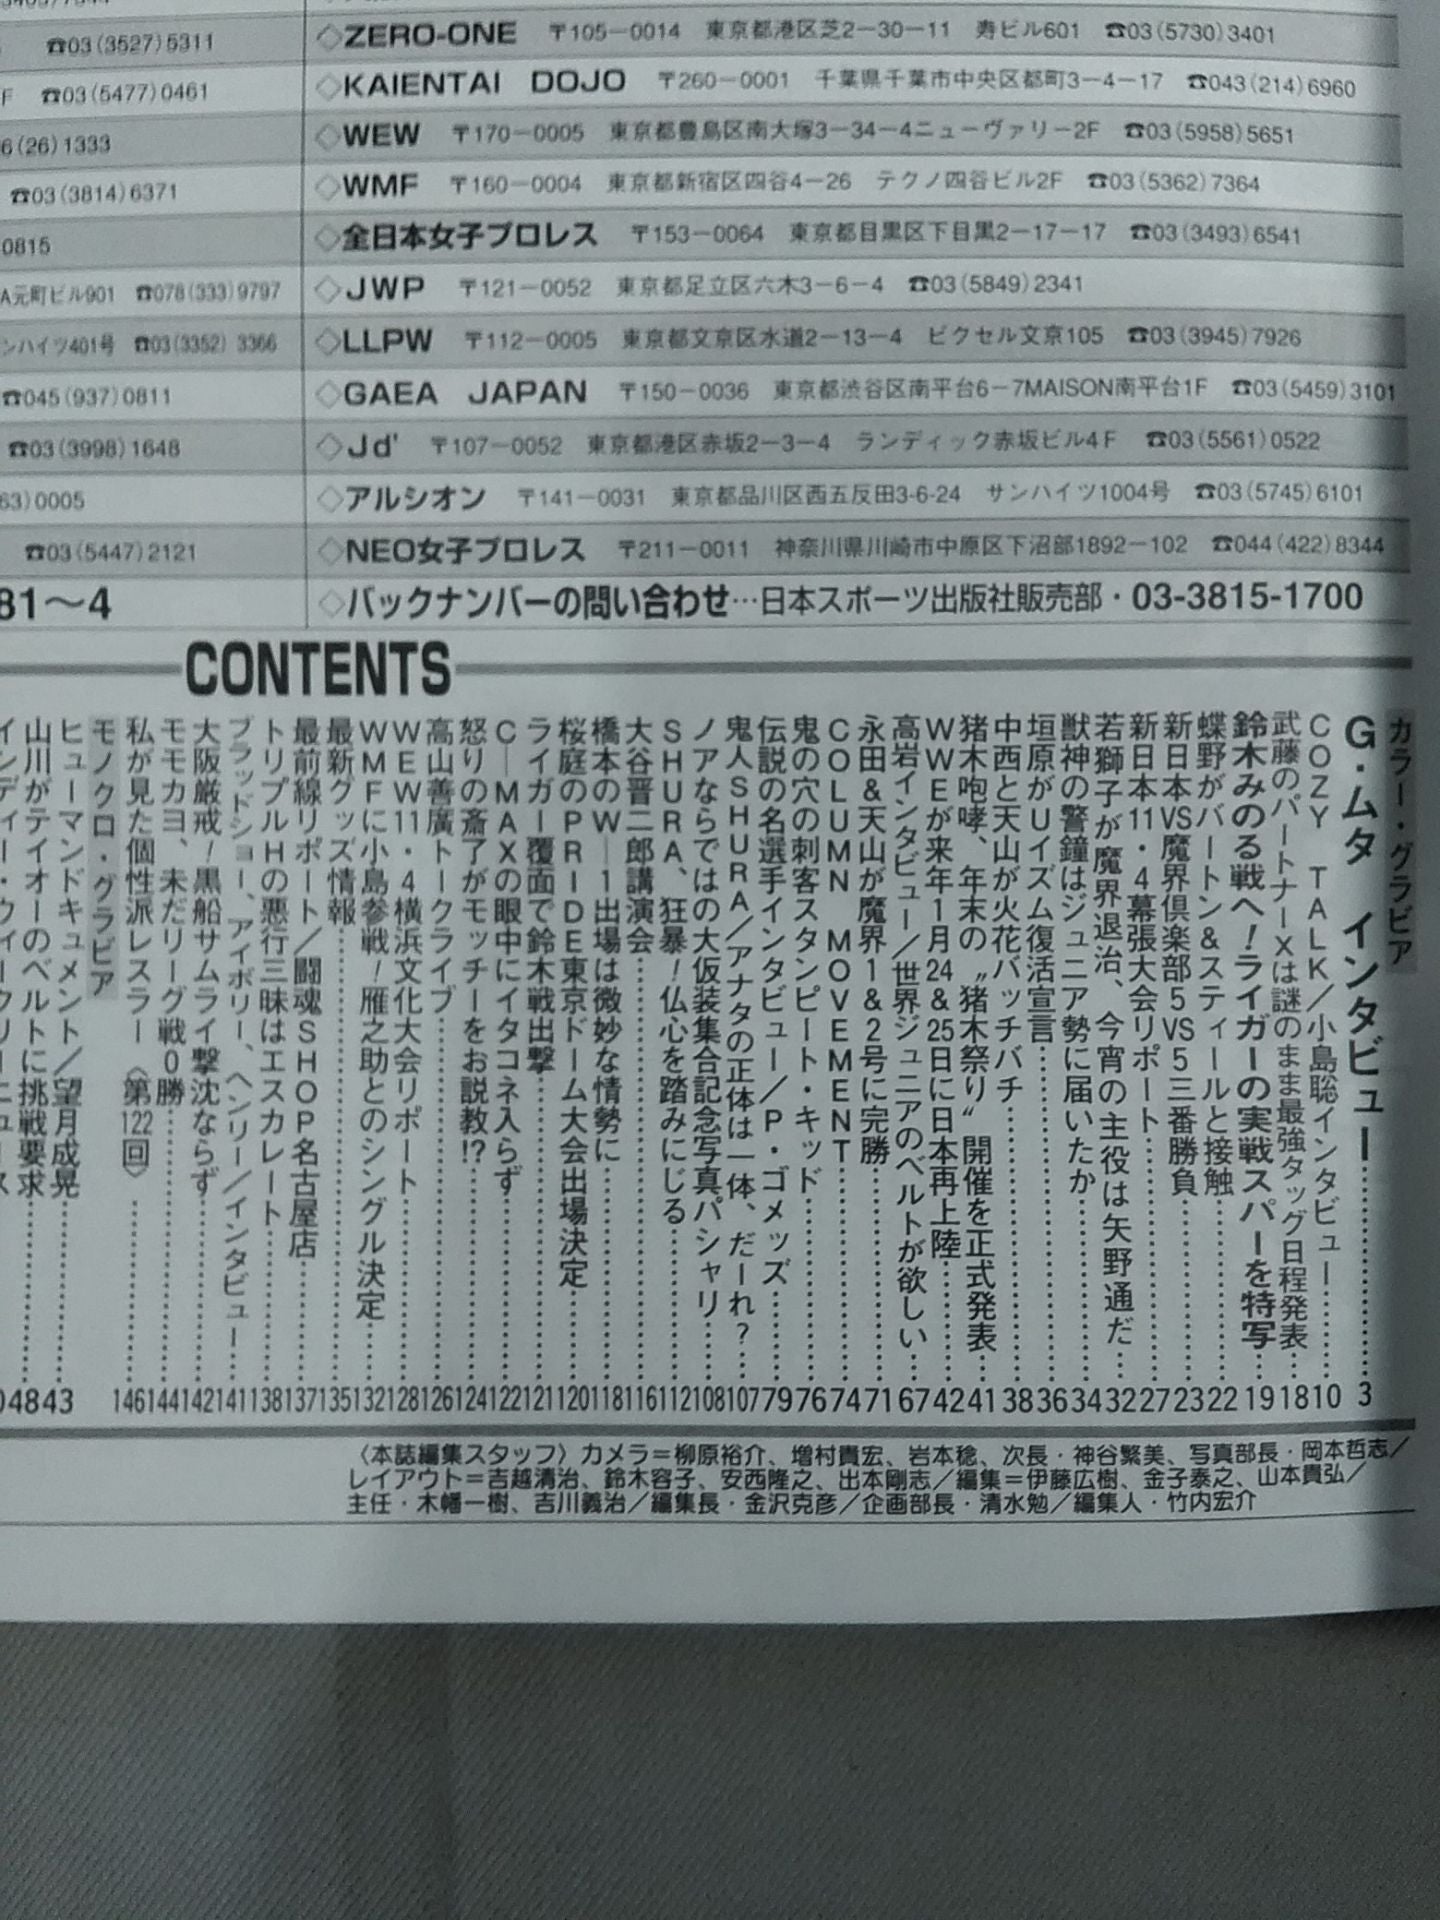 ☎03(3527)5311
F ☎03(5477)0461
6(26)1333
☎03(3814)6371
0815
A元町ビル901 ☎078(333)9797
ンハイツ401号 ☎03(3352)3366
☎045(937)0811
☎03(3998)1648
63)0005
☎03(5447)2121
81〜4
◇ZERO-ONE 〒105-0014 東京都港区芝2-30-11 寿ビル601 ☎03(5730)3401
◇KAIENTAI DOJO 〒260-0001 千葉県千葉市中央区都町3-4-17 ☎043(214)6960
◇WEW 〒170-0005 東京都豊島区南大塚3-34-4ニューヴァリー2F ☎03(5958)5651
◇WMF 〒160-0004 東京都新宿区四谷4-26 テクノ四谷ビル2F ☎03(5362)7364
◇全日本女子プロレス 〒153-0064 東京都目黒区下目黒2-17-17 ☎03(3493)6541
◇JWP 〒121-0052 東京都足立区六木3-6-4 ☎03(5849)2341
◇LLPW 〒112-0005 東京都文京区水道2-13-4 ビクセル文京105 ☎03(3945)7926
◇GAEA JAPAN 〒150-0036 東京都渋谷区南平台6-7MAISON南平台1F ☎03(5459)3101
◇Jd' 〒107-0052 東京都港区赤坂2-3-4 ランディック赤坂ビル4F ☎03(5561)0522
◇アルシオン 〒141-0031 東京都品川区西五反田3-6-24 サンハイツ1004号 ☎03(5745)6101
◇NEO女子プロレス 〒211-0011 神奈川県川崎市中原区下沼部1892-102 ☎044(422)8344
◇バックナンバーの問い合わせ…日本スポーツ出版社販売部・03-3815-1700
CONTENTS
カラー・グラビア
G・ムタ インタビュー……3
COZY TALK/小島聡インタビュー……10
武藤のパートナーXは謎のまま最強タッグ日程発表……18
鈴木みのる戦へ!ライガーの実戦スパーを特写……19
蝶野がバートン&スティールと接触……22
新日本VS魔界倶楽部5VS5三番勝負……23
新日本11・4幕張大会リポート……27
若獅子が魔界退治、今宵の主役は矢野通だ……32
獣神の警鐘はジュニア勢に届いたか……34
垣原がUイズム復活宣言……36
中西と天山が火花バッチバチ……38
猪木咆哮、年末の〝猪木祭り〟開催を正式発表……41
WWEが来年1月24&25日に日本再上陸……42
高岩インタビュー/世界ジュニアのベルトが欲しい……67
永田&天山が魔界1&2号に完勝……71
COLUMN MOVEMENT……74
鬼の穴の刺客スタンピート・キッド……76
伝説の名選手インタビュー/P・ゴメッズ……79
鬼人SHURA/アナタの正体は一体、だーれ?……107
ノアならではの大仮装集合記念写真パシャリ……108
SHURA、狂暴!仏心を踏みにじる……112
大谷晋二郎講演会……116
橋本のW-1出場は微妙な情勢に……118
桜庭のPRIDE東京ドーム大会出場決定……120
ライガー覆面で鈴木戦出撃……121
C-MAXの眼中にイタコネ入らず……122
怒りの斎了がモッチーをお説教!?……124
高山善廣トークライブ……126
WEW11・4横浜文化大会リポート……128
WMFに小島参戦!雁之助とのシングル決定……132
最新グッズ情報……135
最前線リポート/闘魂SHOP名古屋店……137
トリプルHの悪行三昧はエスカレート……138
ブラッドショー、アイボリー、ヘンリー/インタビュー……141
大阪厳戒!黒船サムライ撃沈ならず……142
モモカヨ、未だリーグ戦0勝……144
私が見た個性派レスラー〈第122回〉……146
モノクロ・グラビア
ヒューマンドキュメント/望月成晃……43
山川がテイオーのベルトに挑戦要求……48
インディー・ウィークリーニュース
〈本誌編集スタッフ〉カメラ=柳原裕介、増村貴宏、岩本稔、次長・神谷繁美、写真部長・岡本哲志/
レイアウト=吉越清治、鈴木容子、安西隆之、出本剛志/編集=伊藤広樹、金子泰之、山本貴弘/
主任・木幡一樹、吉川義治/編集長・金沢克彦/企画部長・清水勉/編集人・竹内宏介